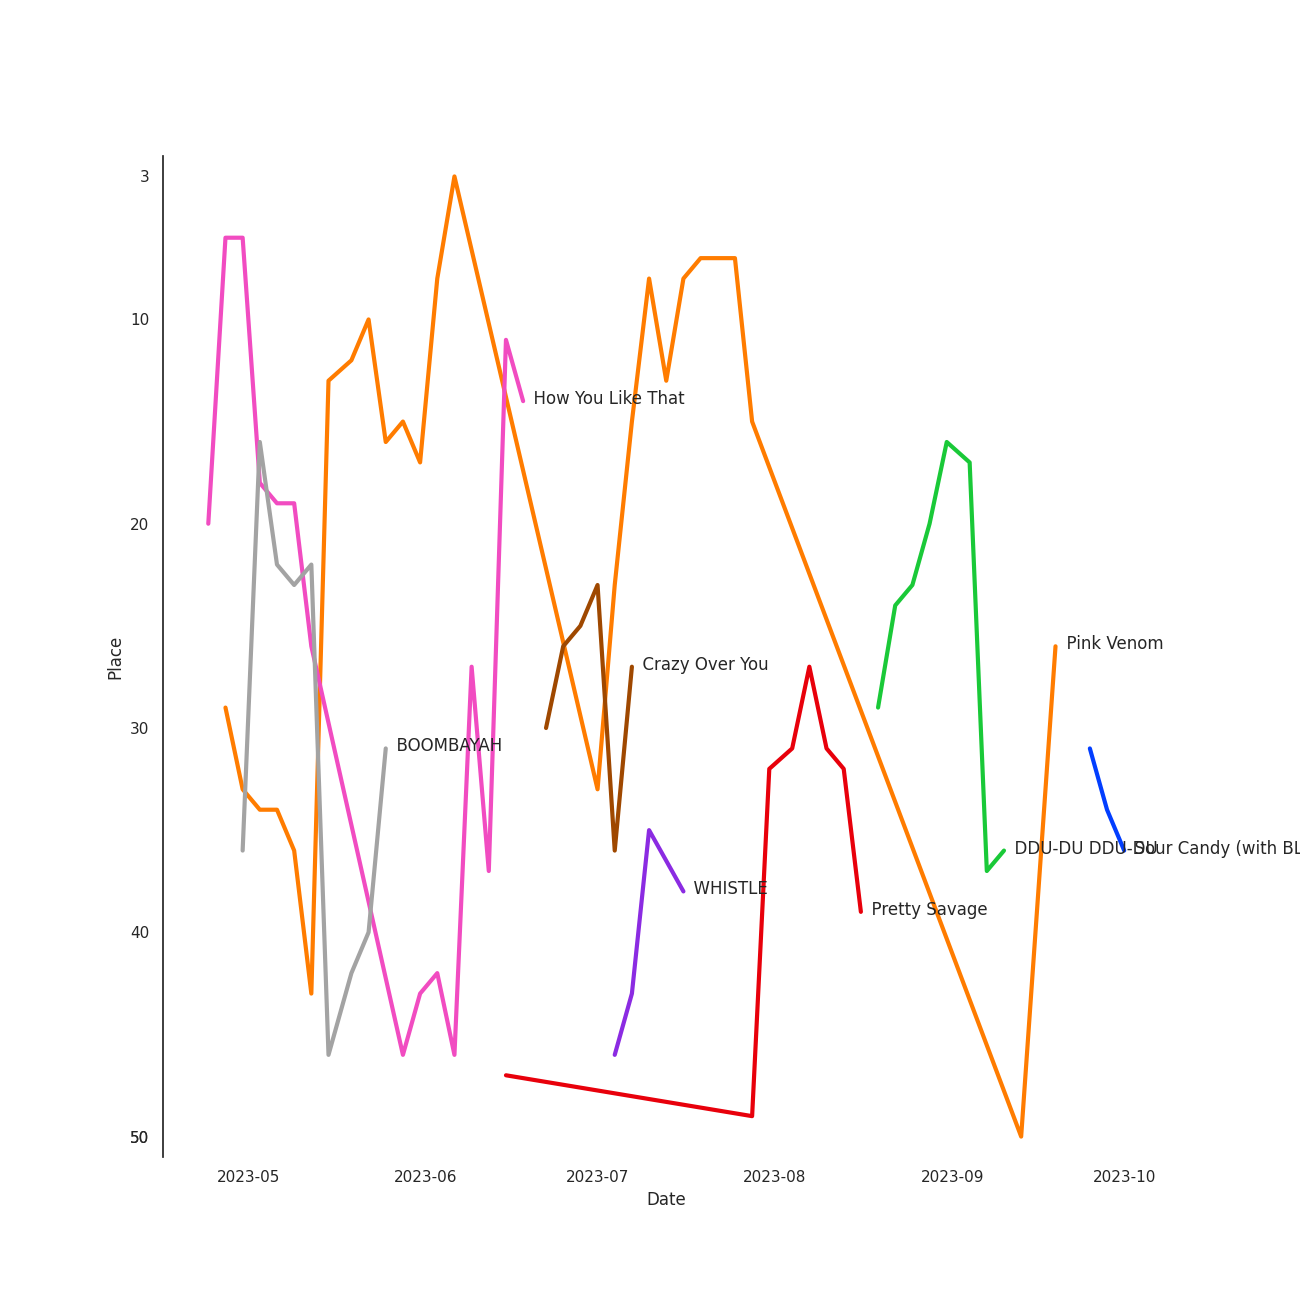 3
10
20
30
40
50
Place
How You Like That
Pink Venom
Crazy Over You
BOOMBAYAH
DDU-DU DDU-DU
Sour Candy (with BL
WHISTLE
Pretty Savage
2023-05
2023-06
2023-07
2023-08
2023-09
2023-10
Date